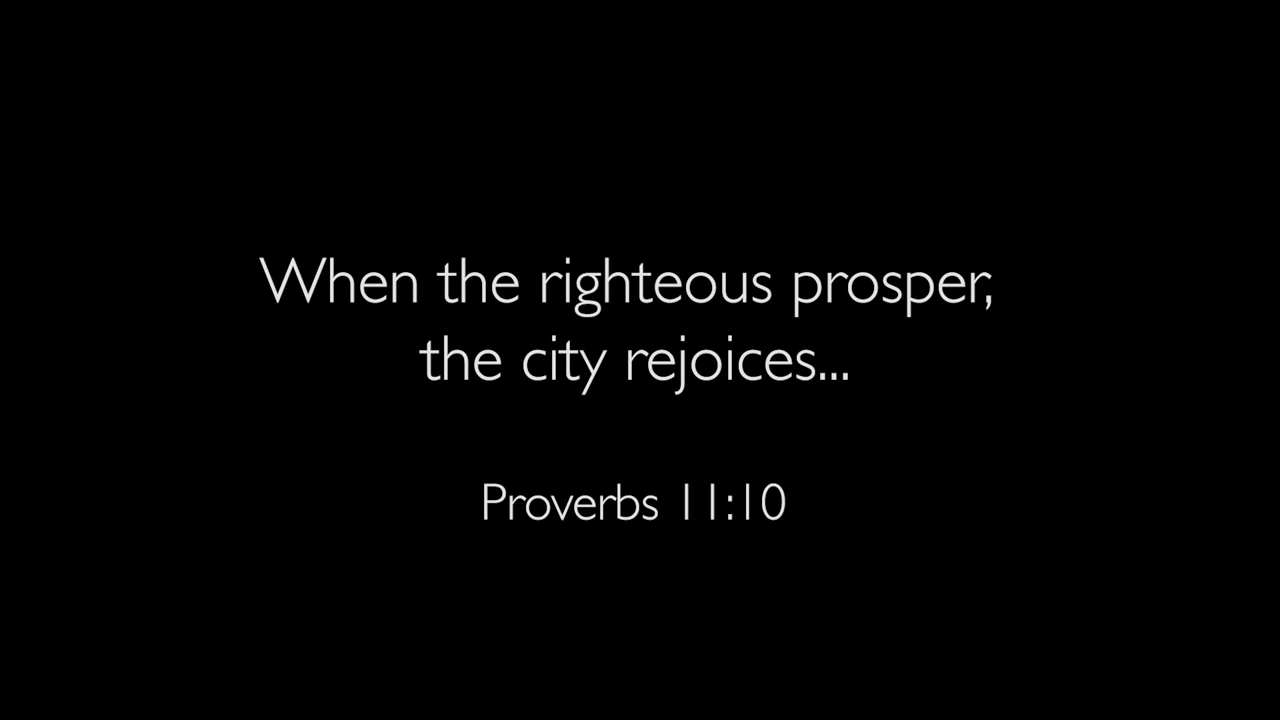 When the righteous prosper,
the city rejoices...
Proverbs 11:10